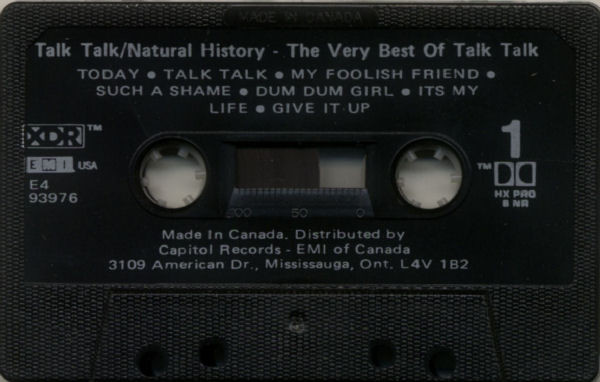 MADE IN CANADA
Talk Talk/Natural History - The Very Best Of Talk Talk
TODAY • TALK TALK • MY FOOLISH FRIEND •
SUCH A SHAME • DUM DUM GIRL • ITS MY
LIFE • GIVE IT UP
XDR™
EMI USA
E4
93976
1
™
HX PRO
B NR
100 50 0
Made In Canada. Distributed by
Capitol Records - EMI of Canada
3109 American Dr., Mississauga, Ont. L4V 1B2